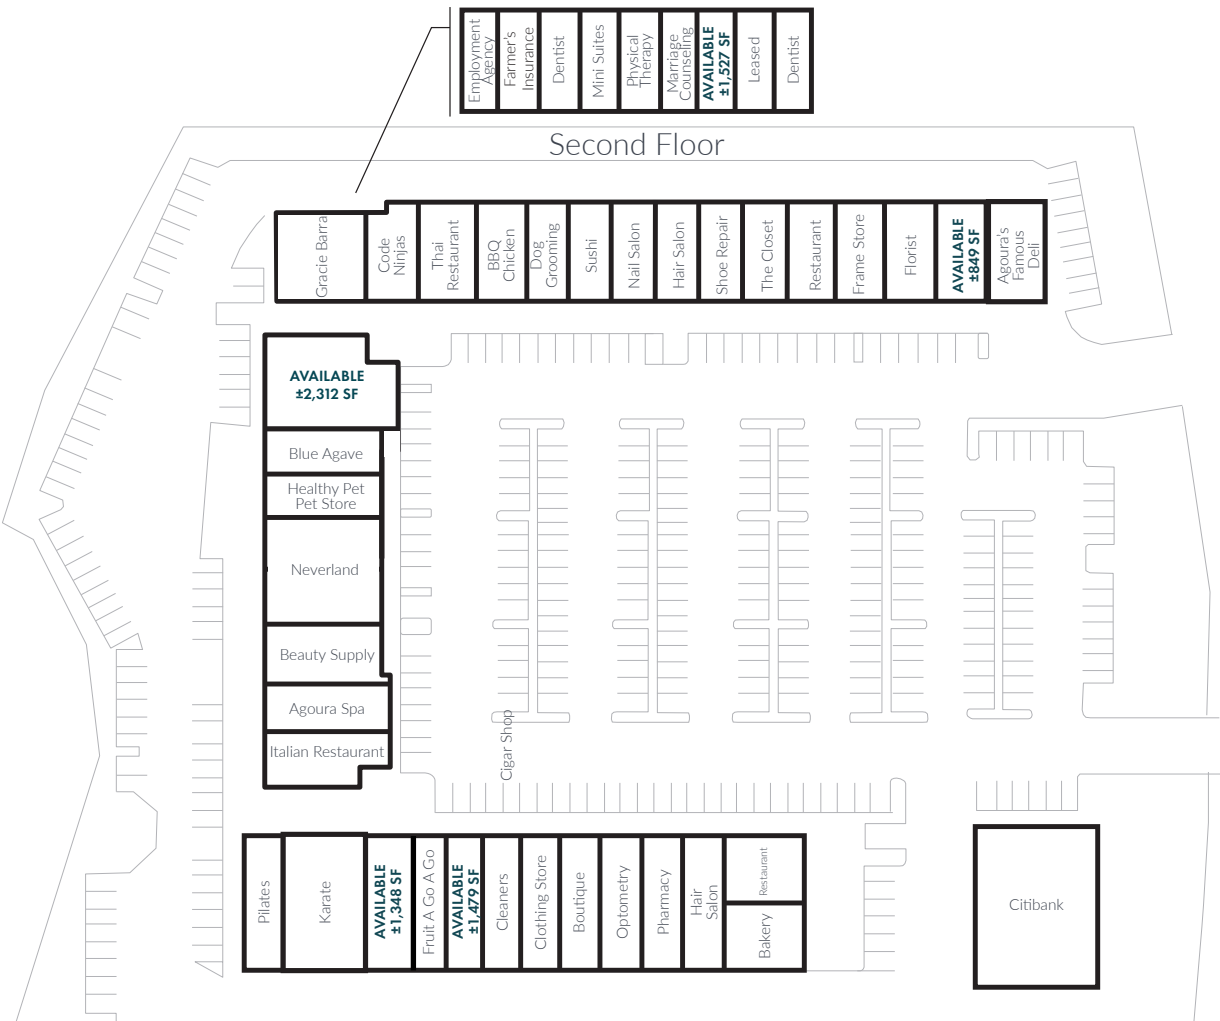 Employment
Agency
Farmer's
Insurance
Dentist
Mini Suites
Physical
Therapy
Marriage
Counseling
AVAILABLE
±1,527 SF
Leased
Dentist
Second Floor
Gracie Barra
Code
Ninjas
Thai
Restaurant
BBQ
Chicken
Dog
Grooming
Sushi
Nail Salon
Hair Salon
Shoe Repair
The Closet
Restaurant
Frame Store
Florist
AVAILABLE
±849 SF
Agoura's
Famous
Deli
AVAILABLE
±2,312 SF
Blue Agave
Healthy Pet
Pet Store
Neverland
Beauty Supply
Agoura Spa
Italian Restaurant
Cigar Shop
Pilates
Karate
AVAILABLE
±1,348 SF
Fruit A Go A Go
AVAILABLE
±1,479 SF
Cleaners
Clothing Store
Boutique
Optometry
Pharmacy
Hair
Salon
Restaurant
Bakery
Citibank